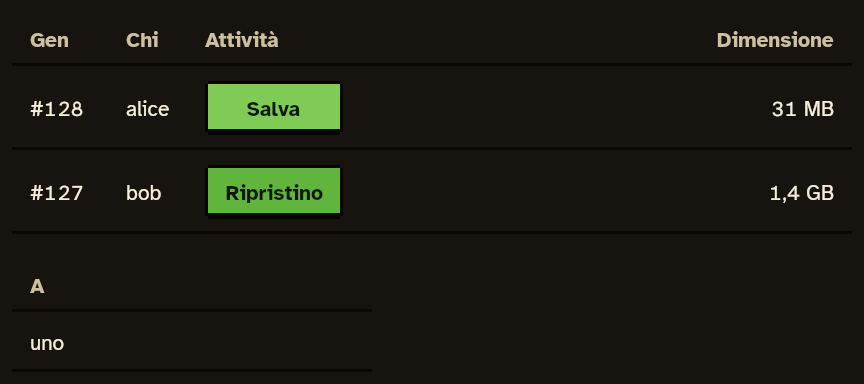 Gen Chi Attività Dimensione
#128 alice Salva 31 MB
#127 bob Ripristino 1,4 GB
A
uno